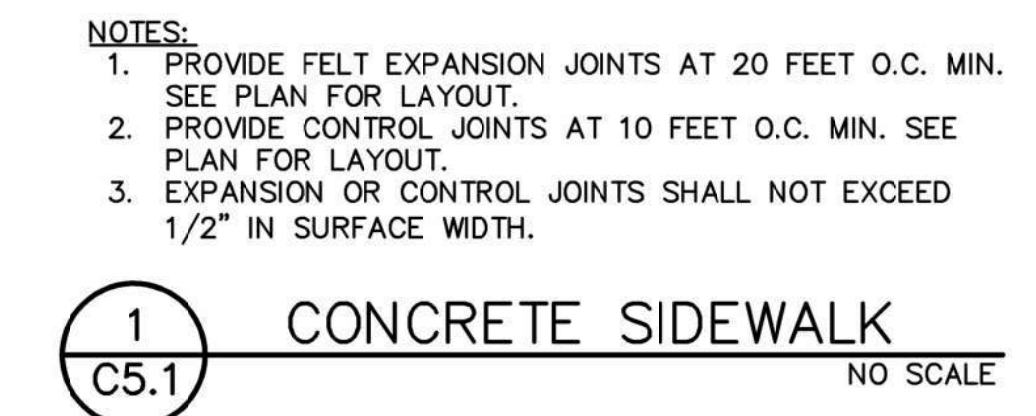 NOTES:
1. PROVIDE FELT EXPANSION JOINTS AT 20 FEET O.C. MIN.
SEE PLAN FOR LAYOUT.
2. PROVIDE CONTROL JOINTS AT 10 FEET O.C. MIN. SEE
PLAN FOR LAYOUT.
3. EXPANSION OR CONTROL JOINTS SHALL NOT EXCEED
1/2" IN SURFACE WIDTH.
1 CONCRETE SIDEWALK
C5.1 NO SCALE